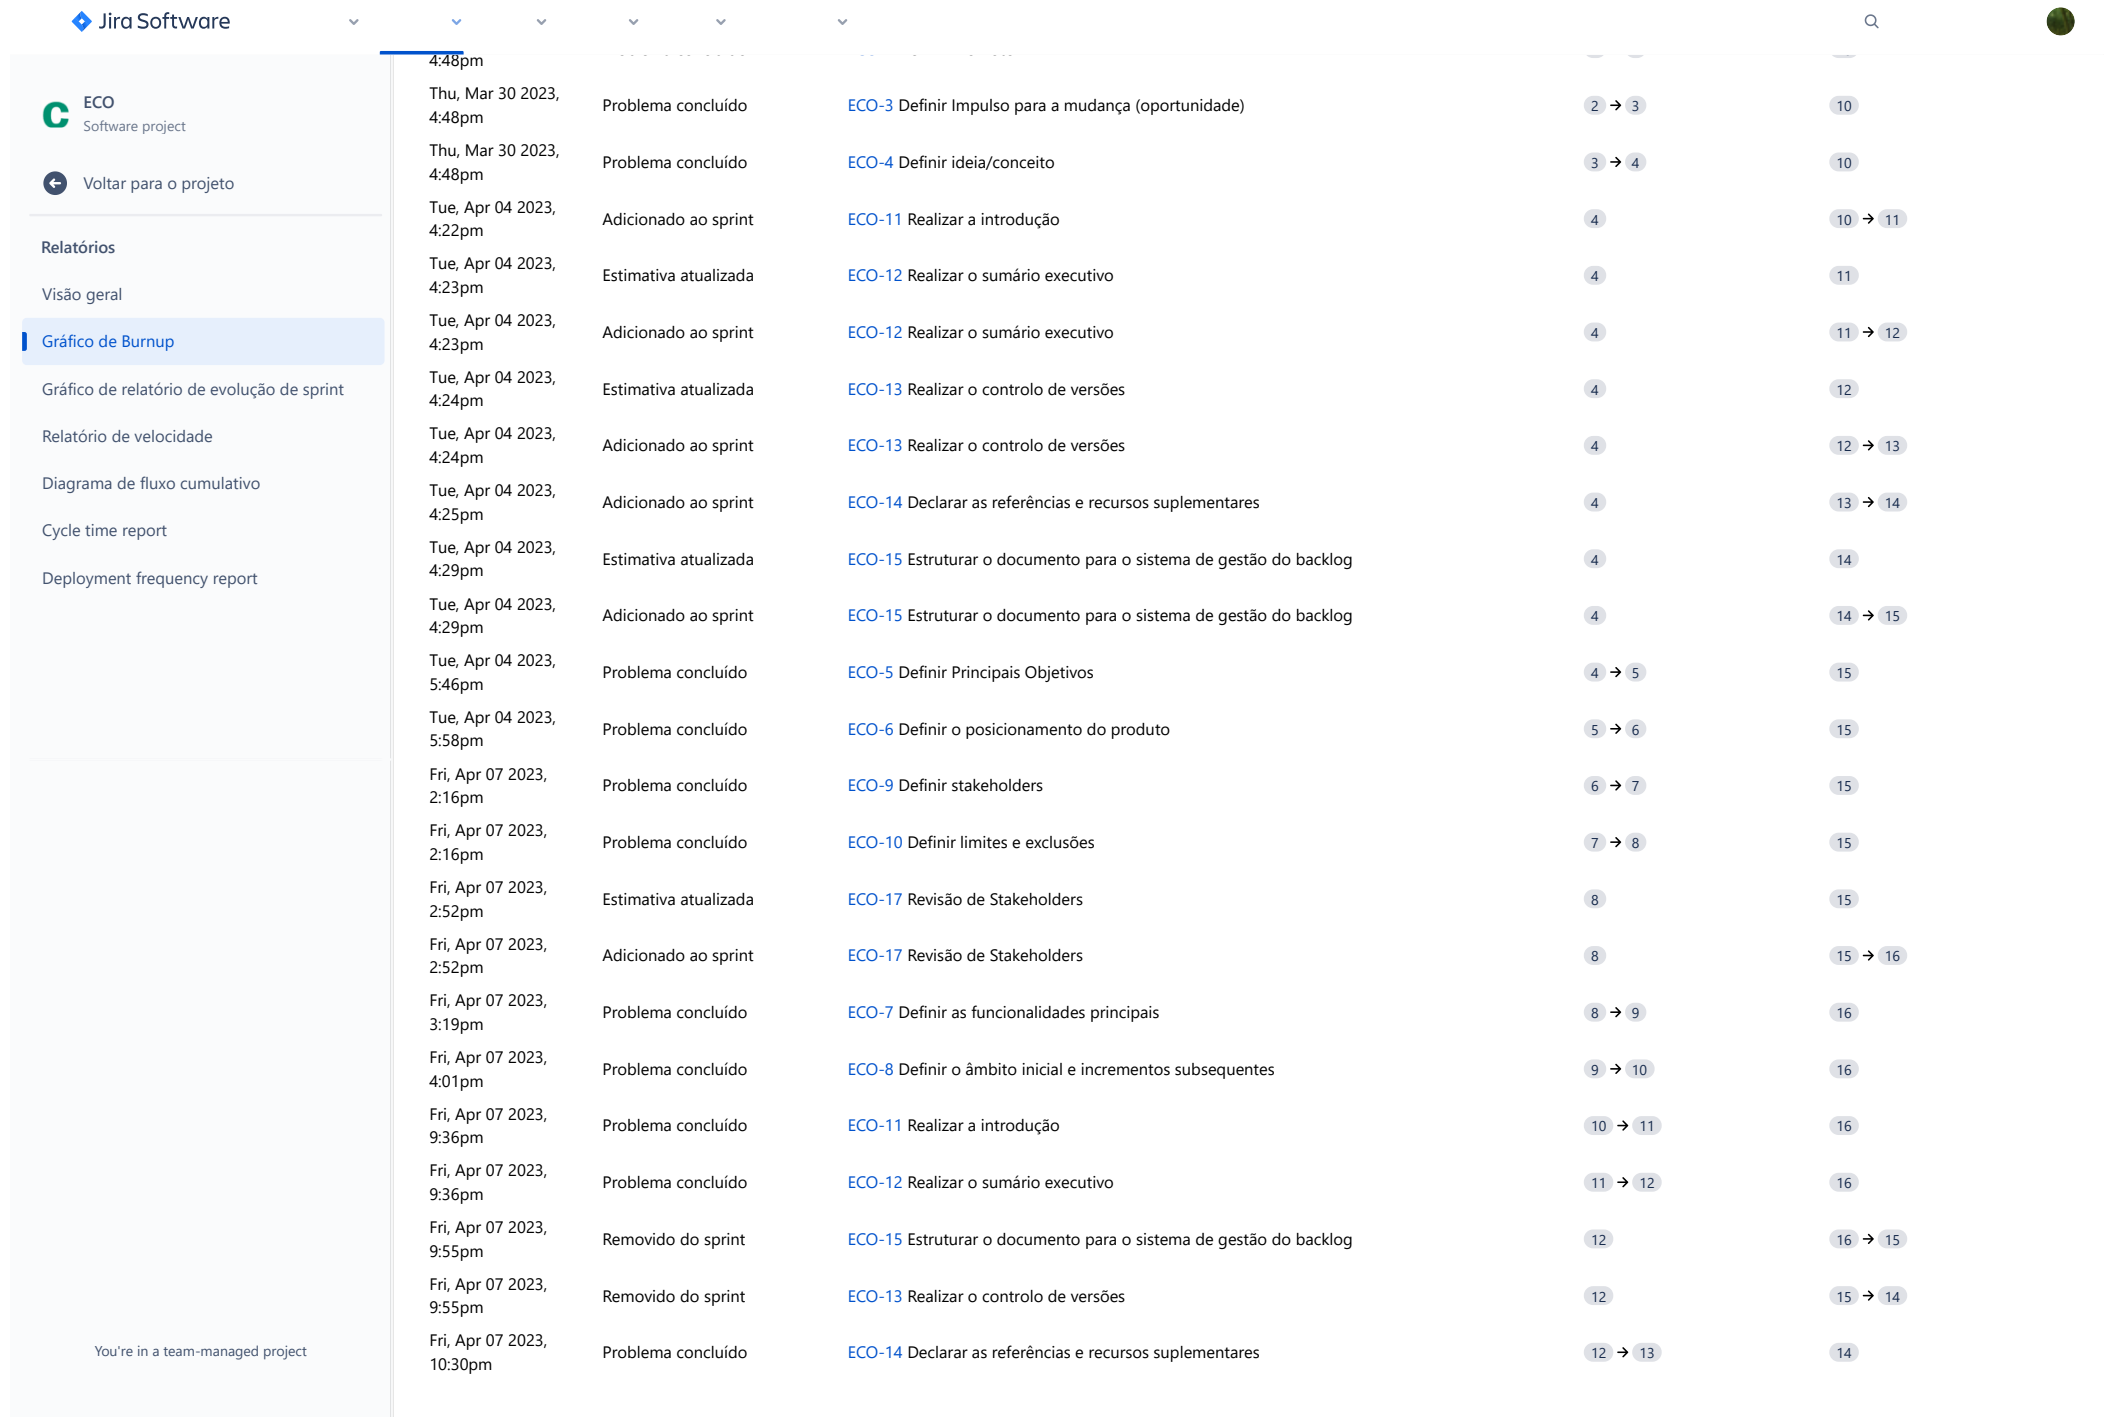 Jira Software
ECO
Software project
Voltar para o projeto
Relatórios
Visão geral
Gráfico de Burnup
Gráfico de relatório de evolução de sprint
Relatório de velocidade
Diagrama de fluxo cumulativo
Cycle time report
Deployment frequency report
You're in a team-managed project
4:48pm
Thu, Mar 30 2023,
4:48pm
Problema concluído
ECO-3 Definir Impulso para a mudança (oportunidade)
2 → 3
10
Thu, Mar 30 2023,
4:48pm
Problema concluído
ECO-4 Definir ideia/conceito
3 → 4
10
Tue, Apr 04 2023,
4:22pm
Adicionado ao sprint
ECO-11 Realizar a introdução
4
10 → 11
Tue, Apr 04 2023,
4:23pm
Estimativa atualizada
ECO-12 Realizar o sumário executivo
4
11
Tue, Apr 04 2023,
4:23pm
Adicionado ao sprint
ECO-12 Realizar o sumário executivo
4
11 → 12
Tue, Apr 04 2023,
4:24pm
Estimativa atualizada
ECO-13 Realizar o controlo de versões
4
12
Tue, Apr 04 2023,
4:24pm
Adicionado ao sprint
ECO-13 Realizar o controlo de versões
4
12 → 13
Tue, Apr 04 2023,
4:25pm
Adicionado ao sprint
ECO-14 Declarar as referências e recursos suplementares
4
13 → 14
Tue, Apr 04 2023,
4:29pm
Estimativa atualizada
ECO-15 Estruturar o documento para o sistema de gestão do backlog
4
14
Tue, Apr 04 2023,
4:29pm
Adicionado ao sprint
ECO-15 Estruturar o documento para o sistema de gestão do backlog
4
14 → 15
Tue, Apr 04 2023,
5:46pm
Problema concluído
ECO-5 Definir Principais Objetivos
4 → 5
15
Tue, Apr 04 2023,
5:58pm
Problema concluído
ECO-6 Definir o posicionamento do produto
5 → 6
15
Fri, Apr 07 2023,
2:16pm
Problema concluído
ECO-9 Definir stakeholders
6 → 7
15
Fri, Apr 07 2023,
2:16pm
Problema concluído
ECO-10 Definir limites e exclusões
7 → 8
15
Fri, Apr 07 2023,
2:52pm
Estimativa atualizada
ECO-17 Revisão de Stakeholders
8
15
Fri, Apr 07 2023,
2:52pm
Adicionado ao sprint
ECO-17 Revisão de Stakeholders
8
15 → 16
Fri, Apr 07 2023,
3:19pm
Problema concluído
ECO-7 Definir as funcionalidades principais
8 → 9
16
Fri, Apr 07 2023,
4:01pm
Problema concluído
ECO-8 Definir o âmbito inicial e incrementos subsequentes
9 → 10
16
Fri, Apr 07 2023,
9:36pm
Problema concluído
ECO-11 Realizar a introdução
10 → 11
16
Fri, Apr 07 2023,
9:36pm
Problema concluído
ECO-12 Realizar o sumário executivo
11 → 12
16
Fri, Apr 07 2023,
9:55pm
Removido do sprint
ECO-15 Estruturar o documento para o sistema de gestão do backlog
12
16 → 15
Fri, Apr 07 2023,
9:55pm
Removido do sprint
ECO-13 Realizar o controlo de versões
12
15 → 14
Fri, Apr 07 2023,
10:30pm
Problema concluído
ECO-14 Declarar as referências e recursos suplementares
12 → 13
14